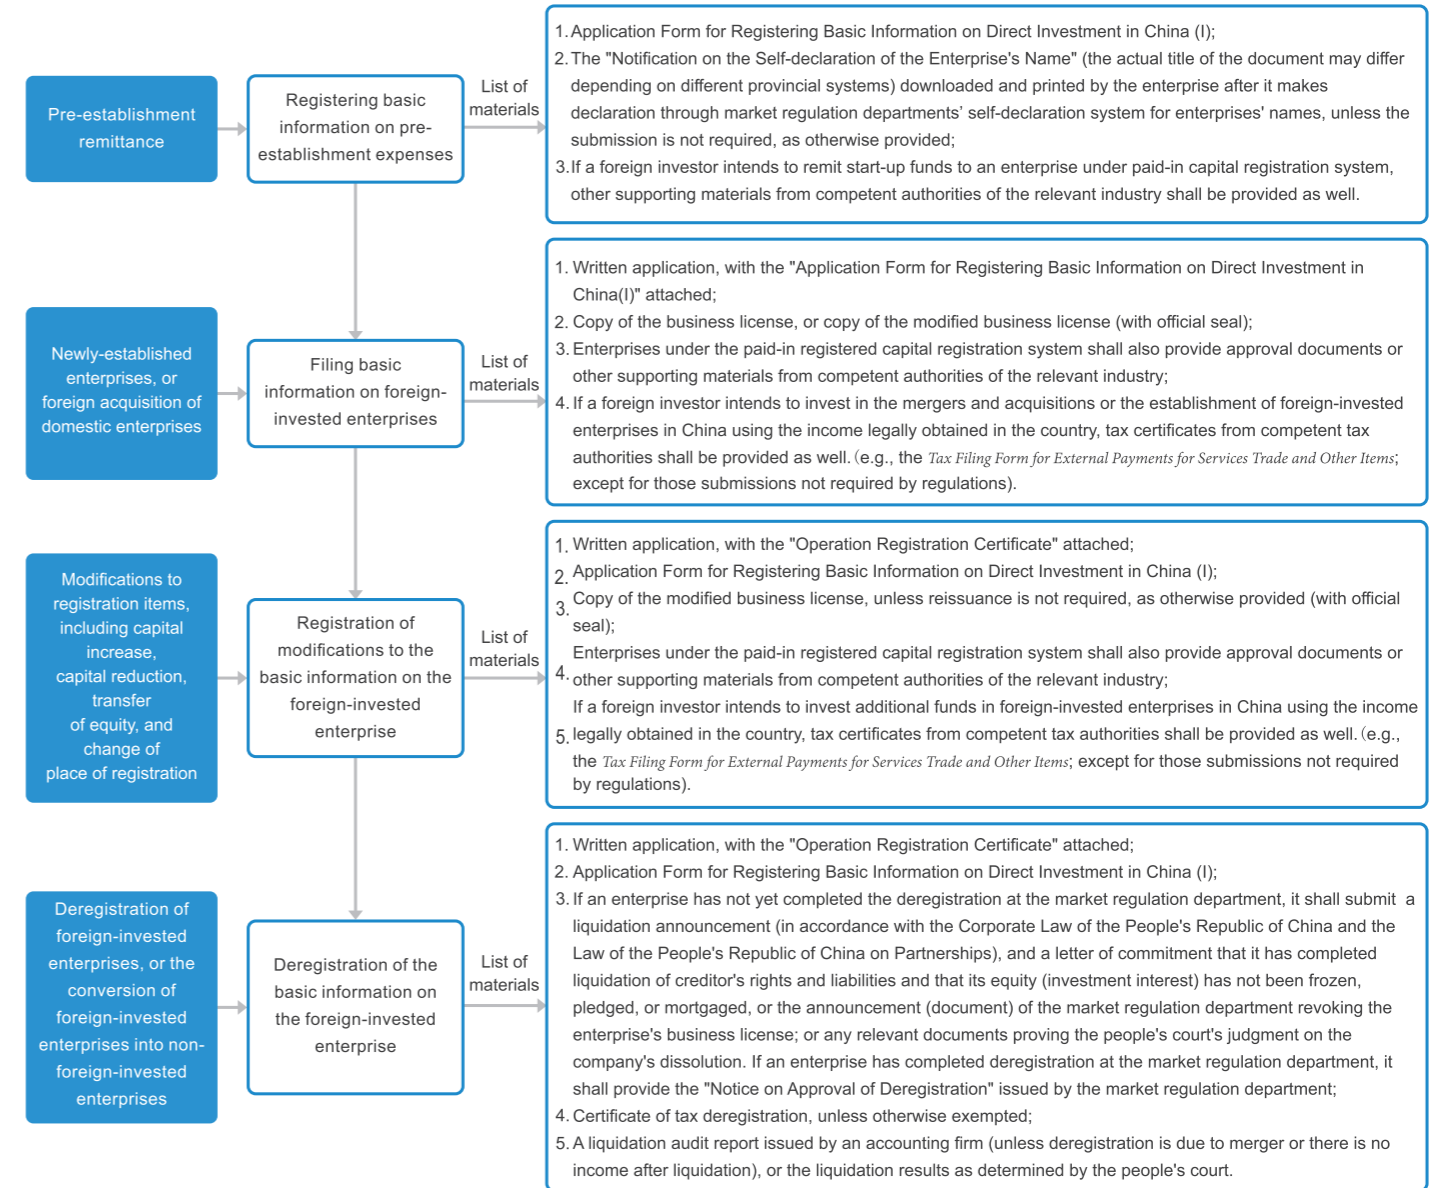 Pre-establishment
remittance
Registering basic
information on pre-
establishment expenses
List of
materials
1. Application Form for Registering Basic Information on Direct Investment in China (I);
2. The "Notification on the Self-declaration of the Enterprise's Name" (the actual title of the document may differ
depending on different provincial systems) downloaded and printed by the enterprise after it makes
declaration through market regulation departments’ self-declaration system for enterprises' names, unless the
submission is not required, as otherwise provided;
3. If a foreign investor intends to remit start-up funds to an enterprise under paid-in capital registration system,
other supporting materials from competent authorities of the relevant industry shall be provided as well.
Newly-established
enterprises, or
foreign acquisition of
domestic enterprises
Filing basic
information on foreign-
invested enterprises
List of
materials
1. Written application, with the "Application Form for Registering Basic Information on Direct Investment in
China(I)" attached;
2. Copy of the business license, or copy of the modified business license (with official seal);
3. Enterprises under the paid-in registered capital registration system shall also provide approval documents or
other supporting materials from competent authorities of the relevant industry;
4. If a foreign investor intends to invest in the mergers and acquisitions or the establishment of foreign-invested
enterprises in China using the income legally obtained in the country, tax certificates from competent tax
authorities shall be provided as well. (e.g., the Tax Filing Form for External Payments for Services Trade and Other Items;
except for those submissions not required by regulations).
Modifications to
registration items,
including capital
increase,
capital reduction,
transfer
of equity, and
change of
place of registration
Registration of
modifications to the
basic information on the
foreign-invested
enterprise
List of
materials
1. Written application, with the "Operation Registration Certificate" attached;
2. Application Form for Registering Basic Information on Direct Investment in China (I);
3. Copy of the modified business license, unless reissuance is not required, as otherwise provided (with official
seal);
4. Enterprises under the paid-in registered capital registration system shall also provide approval documents or
other supporting materials from competent authorities of the relevant industry;
5. If a foreign investor intends to invest additional funds in foreign-invested enterprises in China using the income
legally obtained in the country, tax certificates from competent tax authorities shall be provided as well. (e.g.,
the Tax Filing Form for External Payments for Services Trade and Other Items; except for those submissions not required
by regulations).
Deregistration of
foreign-invested
enterprises, or the
conversion of
foreign-invested
enterprises into non-
foreign-invested
enterprises
Deregistration of the
basic information on
the foreign-invested
enterprise
List of
materials
1. Written application, with the "Operation Registration Certificate" attached;
2. Application Form for Registering Basic Information on Direct Investment in China (I);
3. If an enterprise has not yet completed the deregistration at the market regulation department, it shall submit a
liquidation announcement (in accordance with the Corporate Law of the People's Republic of China and the
Law of the People's Republic of China on Partnerships), and a letter of commitment that it has completed
liquidation of creditor's rights and liabilities and that its equity (investment interest) has not been frozen,
pledged, or mortgaged, or the announcement (document) of the market regulation department revoking the
enterprise's business license; or any relevant documents proving the people's court's judgment on the
company's dissolution. If an enterprise has completed deregistration at the market regulation department, it
shall provide the "Notice on Approval of Deregistration" issued by the market regulation department;
4. Certificate of tax deregistration, unless otherwise exempted;
5. A liquidation audit report issued by an accounting firm (unless deregistration is due to merger or there is no
income after liquidation), or the liquidation results as determined by the people's court.